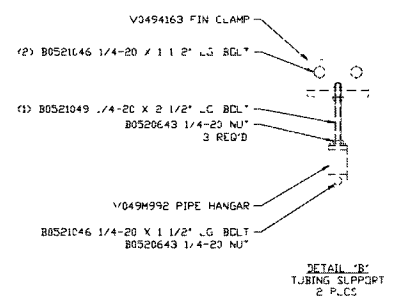 V0494163 FIN CLAMP
(2) B0521046 1/4-20 X 1 1/2" LG BOLT
(1) B0521049 1/4-20 X 2 1/2" LG BOLT
B0520643 1/4-20 NUT
3 REQ'D
V049M992 PIPE HANGAR
B0521046 1/4-20 X 1 1/2" LG BOLT
B0520643 1/4-20 NUT
DETAIL "B"
TUBING SUPPORT
2 PLCS